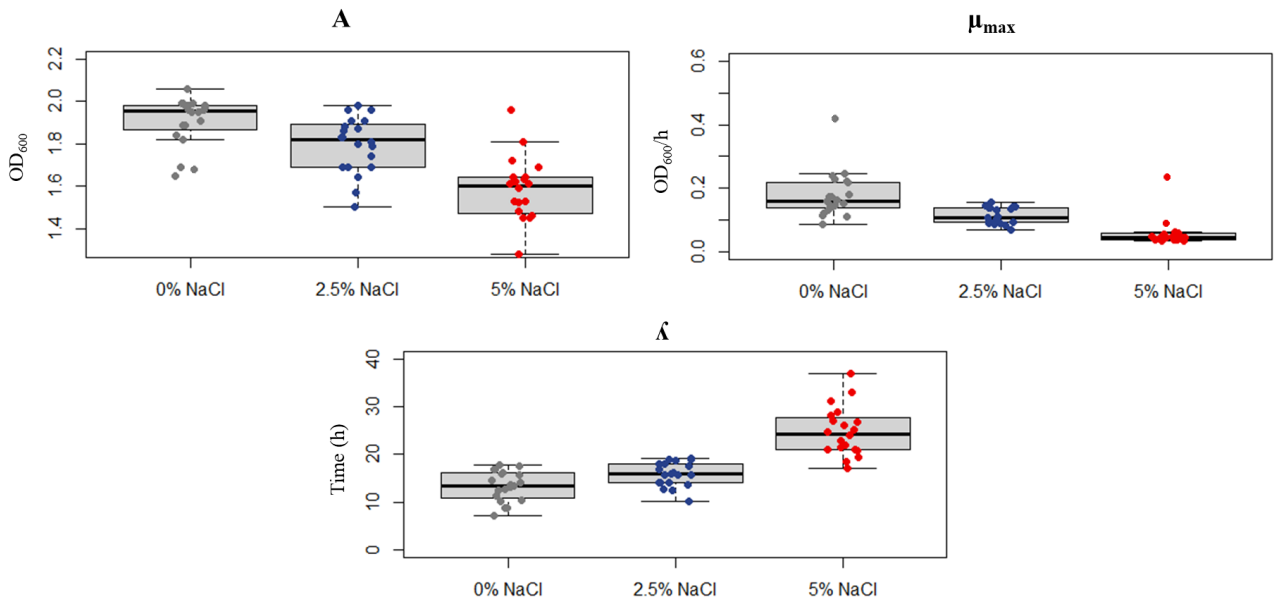 A
OD600
2.2
2.0
1.8
1.6
1.4
0% NaCl 2.5% NaCl 5% NaCl
μmax
OD600/h
0.6
0.4
0.2
0.0
0% NaCl 2.5% NaCl 5% NaCl
ʎ
Time (h)
40
30
20
10
0
0% NaCl 2.5% NaCl 5% NaCl